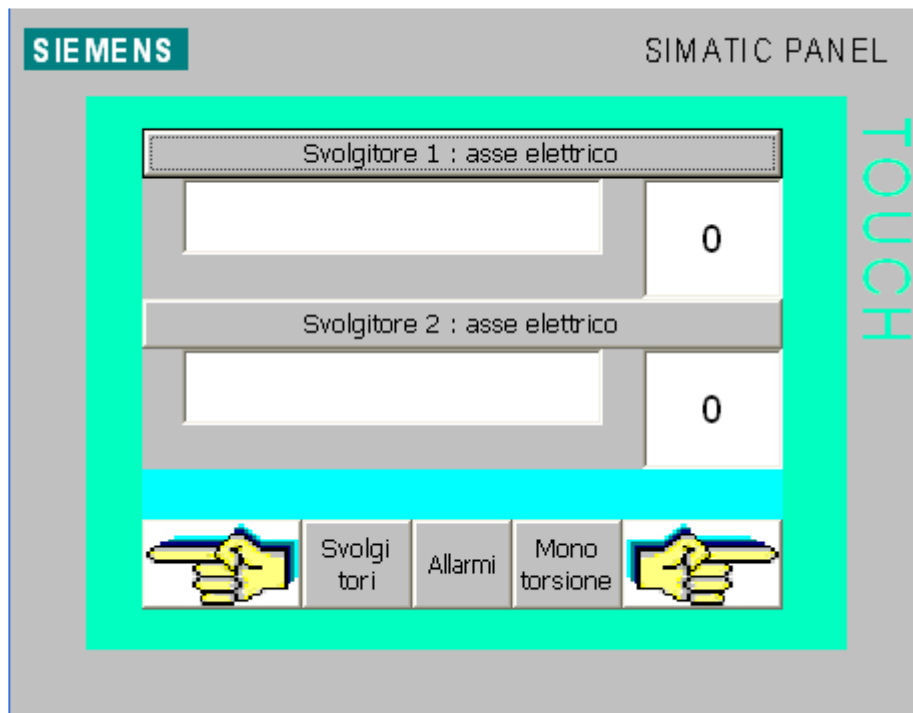 SIEMENS
SIMATIC PANEL
TOUCH
Svolgitore 1 : asse elettrico
0
Svolgitore 2 : asse elettrico
0
Svolgi
tori
Allarmi
Mono
torsione